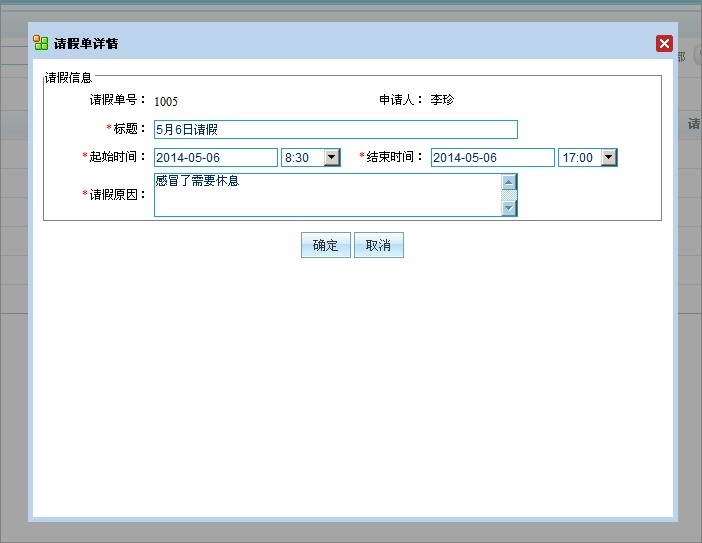 请假单详情
部
请假信息
请假单号： 1005 申请人： 李珍
请
*标题： 5月6日请假
*起始时间： 2014-05-06 8:30 *结束时间： 2014-05-06 17:00
*请假原因： 感冒了需要休息
确定 取消